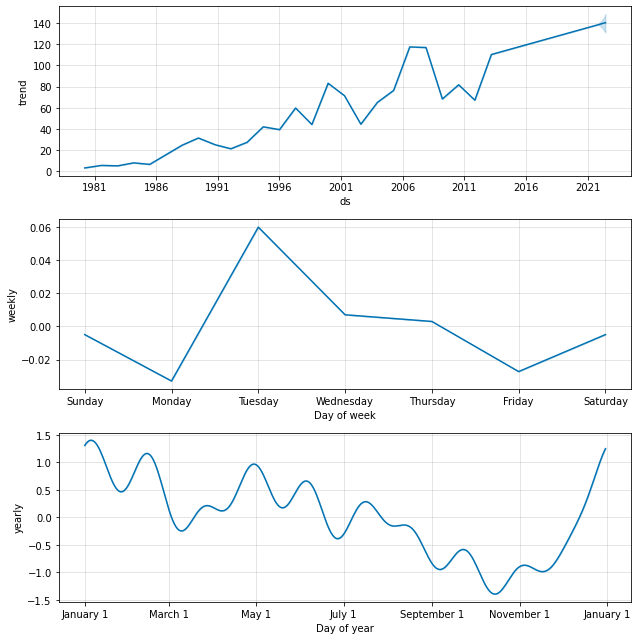 140
120
100
80
60
40
20
0
trend
1981 1986 1991 1996 2001 2006 2011 2016 2021
ds
0.06
0.04
0.02
0.00
−0.02
weekly
Sunday Monday Tuesday Wednesday Thursday Friday Saturday
Day of week
1.5
1.0
0.5
0.0
−0.5
−1.0
−1.5
yearly
January 1 March 1 May 1 July 1 September 1 November 1 January 1
Day of year